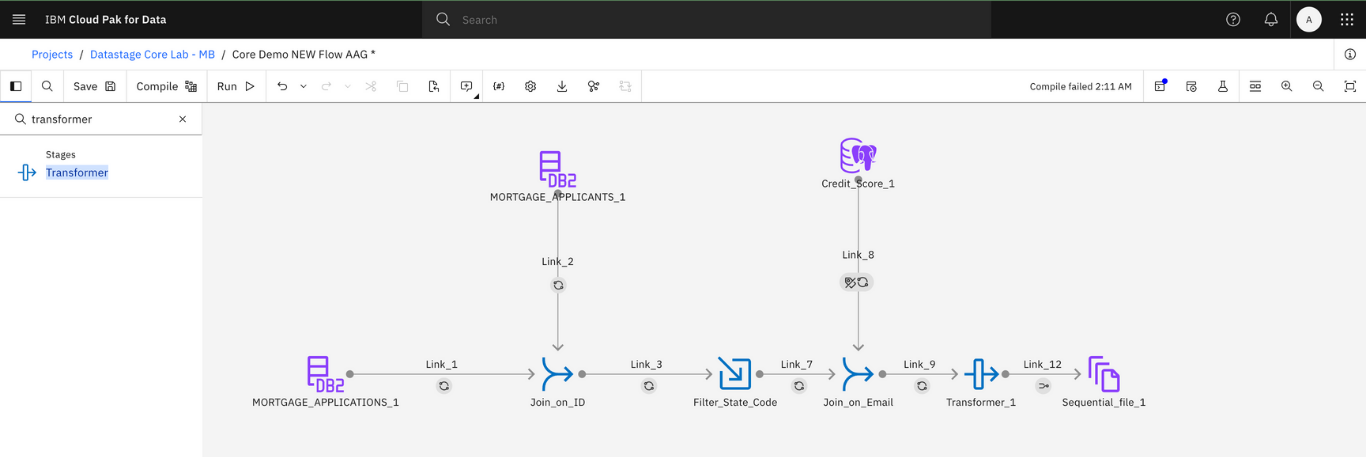 IBM Cloud Pak for Data
Search
A
Projects / Datastage Core Lab - MB / Core Demo NEW Flow AAG *
Save
Compile
Run
{#}
Compile failed 2:11 AM
transformer
Stages
Transformer
DB2
MORTGAGE_APPLICANTS_1
Credit_Score_1
Link_2
Link_8
Link_1
Link_3
Link_7
Link_9
Link_12
DB2
MORTGAGE_APPLICATIONS_1
Join_on_ID
Filter_State_Code
Join_on_Email
Transformer_1
Sequential_file_1